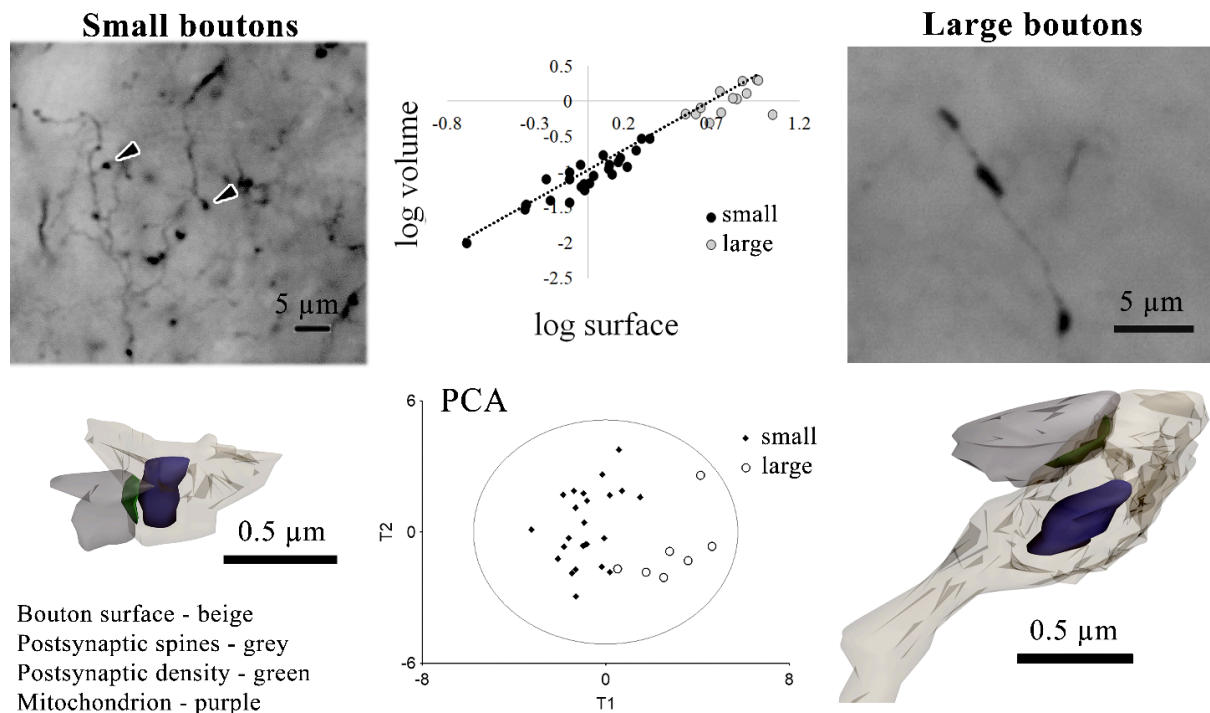 Small boutons
5 µm
0.5
0
-0.8
-0.3
0.2
0.7
1.2
-0.5
-1
-1.5
-2
-2.5
log volume
log surface
small
large
Large boutons
5 µm
0.5 µm
Bouton surface - beige
Postsynaptic spines - grey
Postsynaptic density - green
Mitochondrion - purple
PCA
6
0
-6
T2
-8
0
8
T1
small
large
0.5 µm